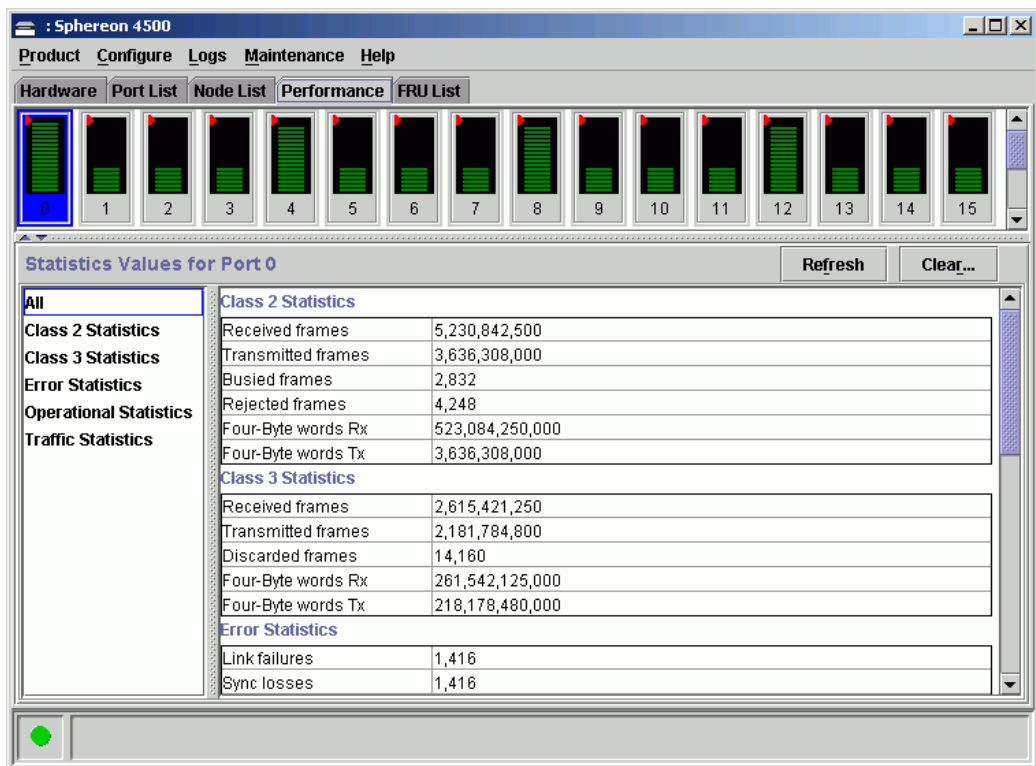 : Sphereon 4500
Product Configure Logs Maintenance Help
Hardware Port List Node List Performance FRU List
0 1 2 3 4 5 6 7 8 9 10 11 12 13 14 15
Statistics Values for Port 0 Refresh Clear...
All
Class 2 Statistics
Class 3 Statistics
Error Statistics
Operational Statistics
Traffic Statistics
Class 2 Statistics
Received frames 5,230,842,500
Transmitted frames 3,636,308,000
Busied frames 2,832
Rejected frames 4,248
Four-Byte words Rx 523,084,250,000
Four-Byte words Tx 3,636,308,000
Class 3 Statistics
Received frames 2,615,421,250
Transmitted frames 2,181,784,800
Discarded frames 14,160
Four-Byte words Rx 261,542,125,000
Four-Byte words Tx 218,178,480,000
Error Statistics
Link failures 1,416
Sync losses 1,416